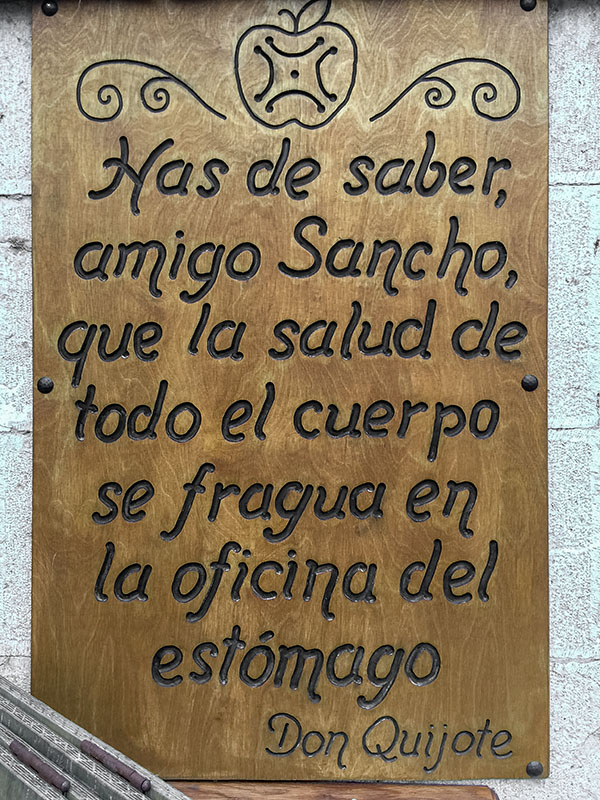 Has de saber,
amigo Sancho,
que la salud de
todo el cuerpo
se fragua en
la oficina del
estómago
Don Quijote